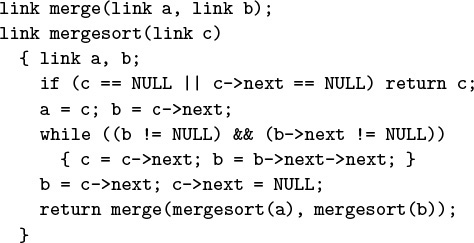 link merge(link a, link b);
link mergesort(link c)
{ link a, b;
if (c == NULL || c->next == NULL) return c;
a = c; b = c->next;
while ((b != NULL) && (b->next != NULL))
{ c = c->next; b = b->next->next; }
b = c->next; c->next = NULL;
return merge(mergesort(a), mergesort(b));
}